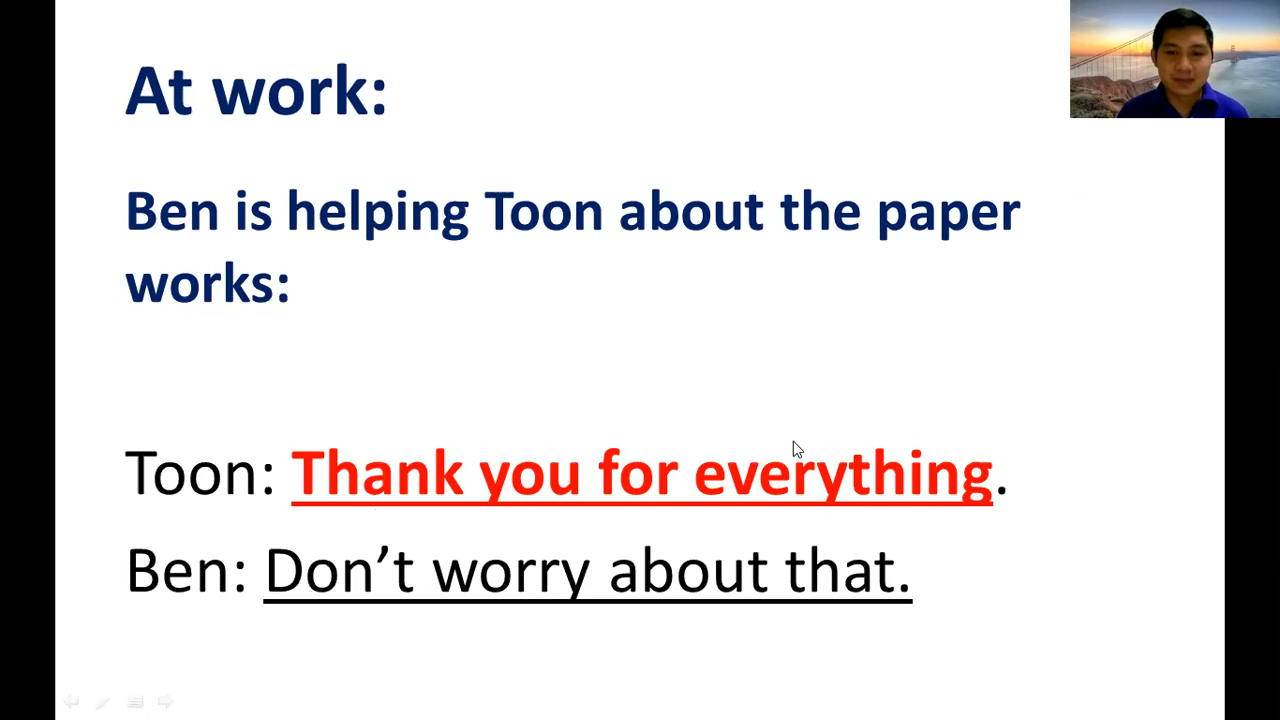 At work:
Ben is helping Toon about the paper
works:
Toon: Thank you for everything.
Ben: Don’t worry about that.